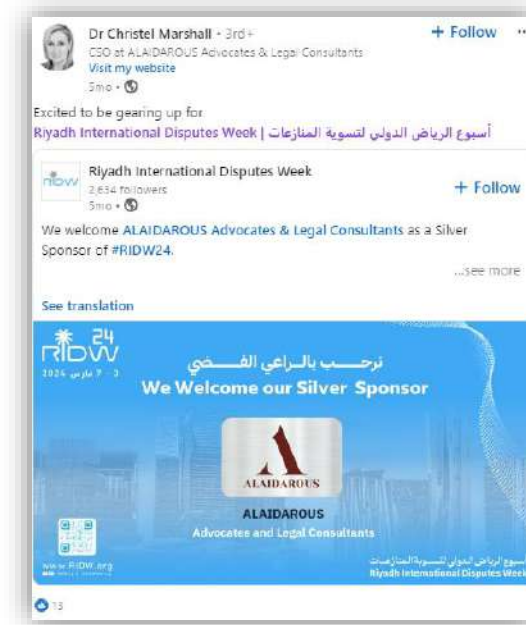 Dr Christel Marshall • 3rd+
+ Follow ...
CSO at ALAIDAROUS Advocates & Legal Consultants
Visit my website
5mo •
Excited to be gearing up for
Riyadh International Disputes Week | أسبوع الرياض الدولي لتسوية المنازعات
ridw
Riyadh International Disputes Week
2,634 followers
+ Follow
5mo •
We welcome ALAIDAROUS Advocates & Legal Consultants as a Silver
Sponsor of #RIDW24.
...see more
See translation
24
RIDW
3 - 7 مارس 2024
نرحب بالراعي الفضي
We Welcome our Silver Sponsor
A
ALAIDAROUS
ALAIDAROUS
Advocates and Legal Consultants
www.RIDW.org
أسبوع الرياض الدولي لتسوية المنازعات
Riyadh International Disputes Week
13